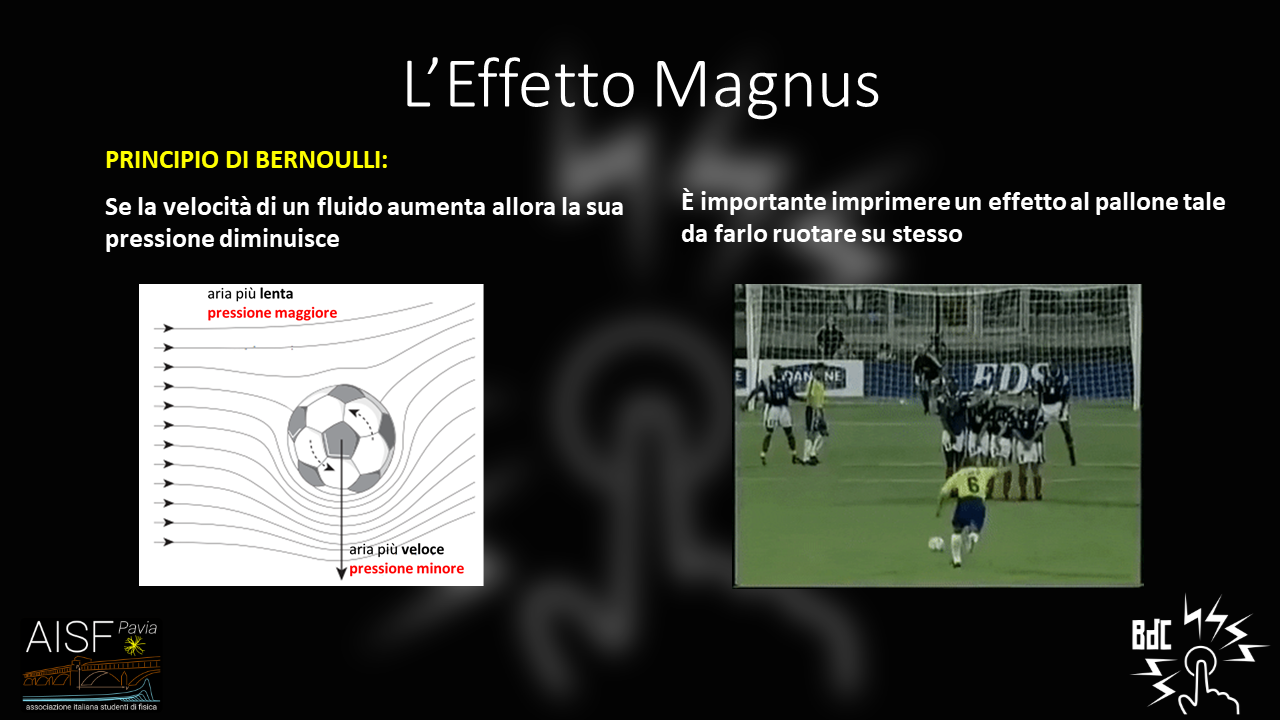 L'Effetto Magnus
PRINCIPIO DI BERNOULLI:
Se la velocità di un fluido aumenta allora la sua
pressione diminuisce
È importante imprimere un effetto al pallone tale
da farlo ruotare su stesso
aria più lenta
pressione maggiore
aria più veloce
pressione minore
DANONE
EDS
6
AISF Pavia
associazione italiana studenti di fisica
BdC